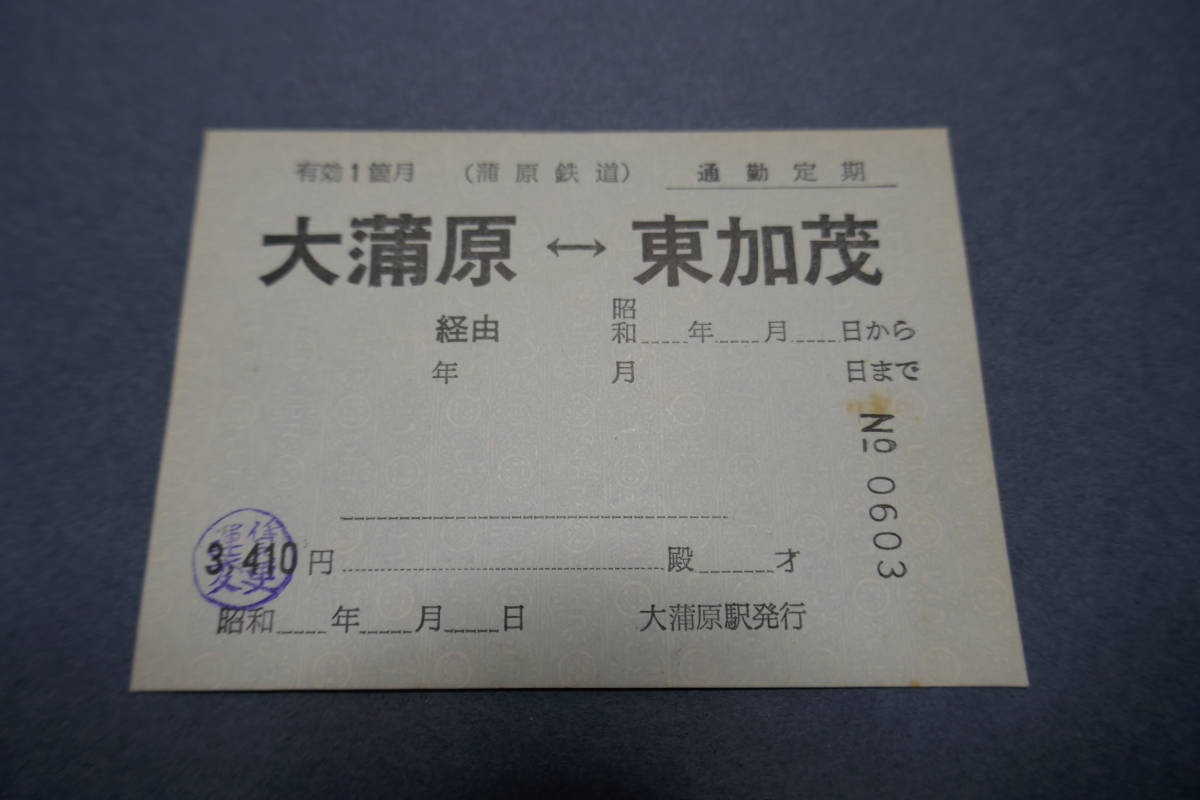 有効1箇月 (蒲原鉄道) 通勤定期
大蒲原 ↔ 東加茂
経由 昭和 年 月 日から
年 月 日まで
№ 0603
変更
3,410円 殿 才
昭和 年 月 日 大蒲原駅発行